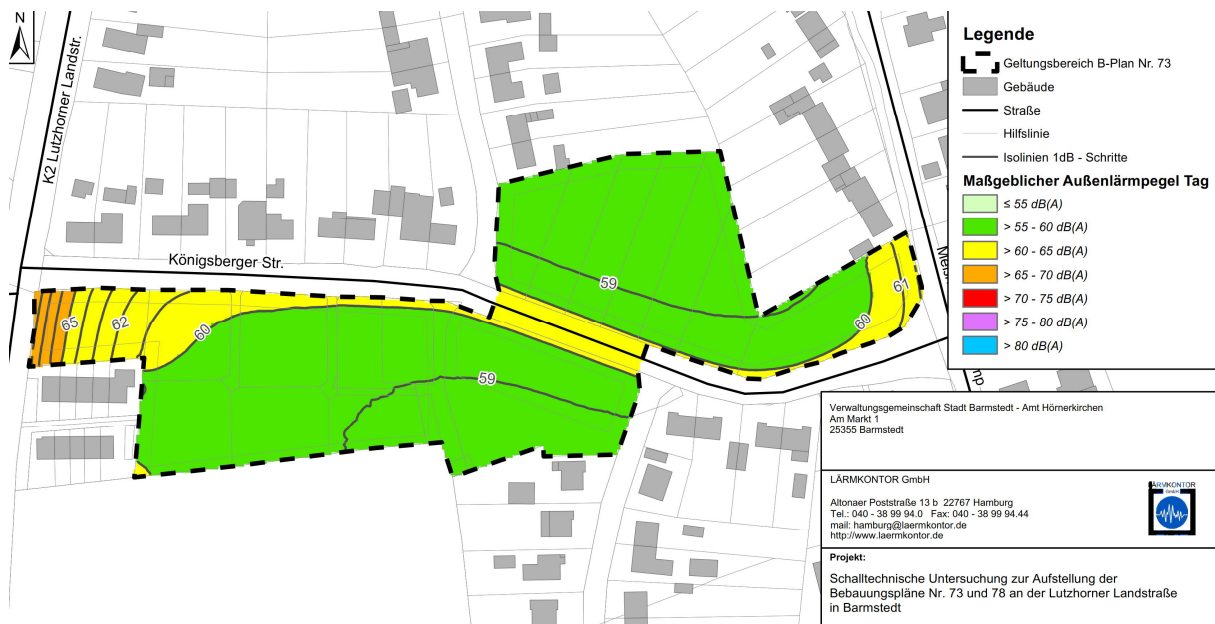 N
K2 Lutzhorner Landstr.
Königsberger Str.
65
62
60
59
59
60
61
Legende
Geltungsbereich B-Plan Nr. 73
Gebäude
Straße
Hilfslinie
Isolinien 1dB - Schritte
Maßgeblicher Außenlärmpegel Tag
≤ 55 dB(A)
> 55 - 60 dB(A)
> 60 - 65 dB(A)
> 65 - 70 dB(A)
> 70 - 75 dB(A)
> 75 - 80 dB(A)
> 80 dB(A)
Verwaltungsgemeinschaft Stadt Barmstedt - Amt Hörnerkirchen
Am Markt 1
25355 Barmstedt
LÄRMKONTOR GmbH
Altonaer Poststraße 13 b 22767 Hamburg
Tel.: 040 - 38 99 94.0 Fax: 040 - 38 99 94.44
mail: hamburg@laermkontor.de
http://www.laermkontor.de
LÄRMKONTOR
GmbH
Projekt:
Schalltechnische Untersuchung zur Aufstellung der
Bebauungspläne Nr. 73 und 78 an der Lutzhorner Landstraße
in Barmstedt